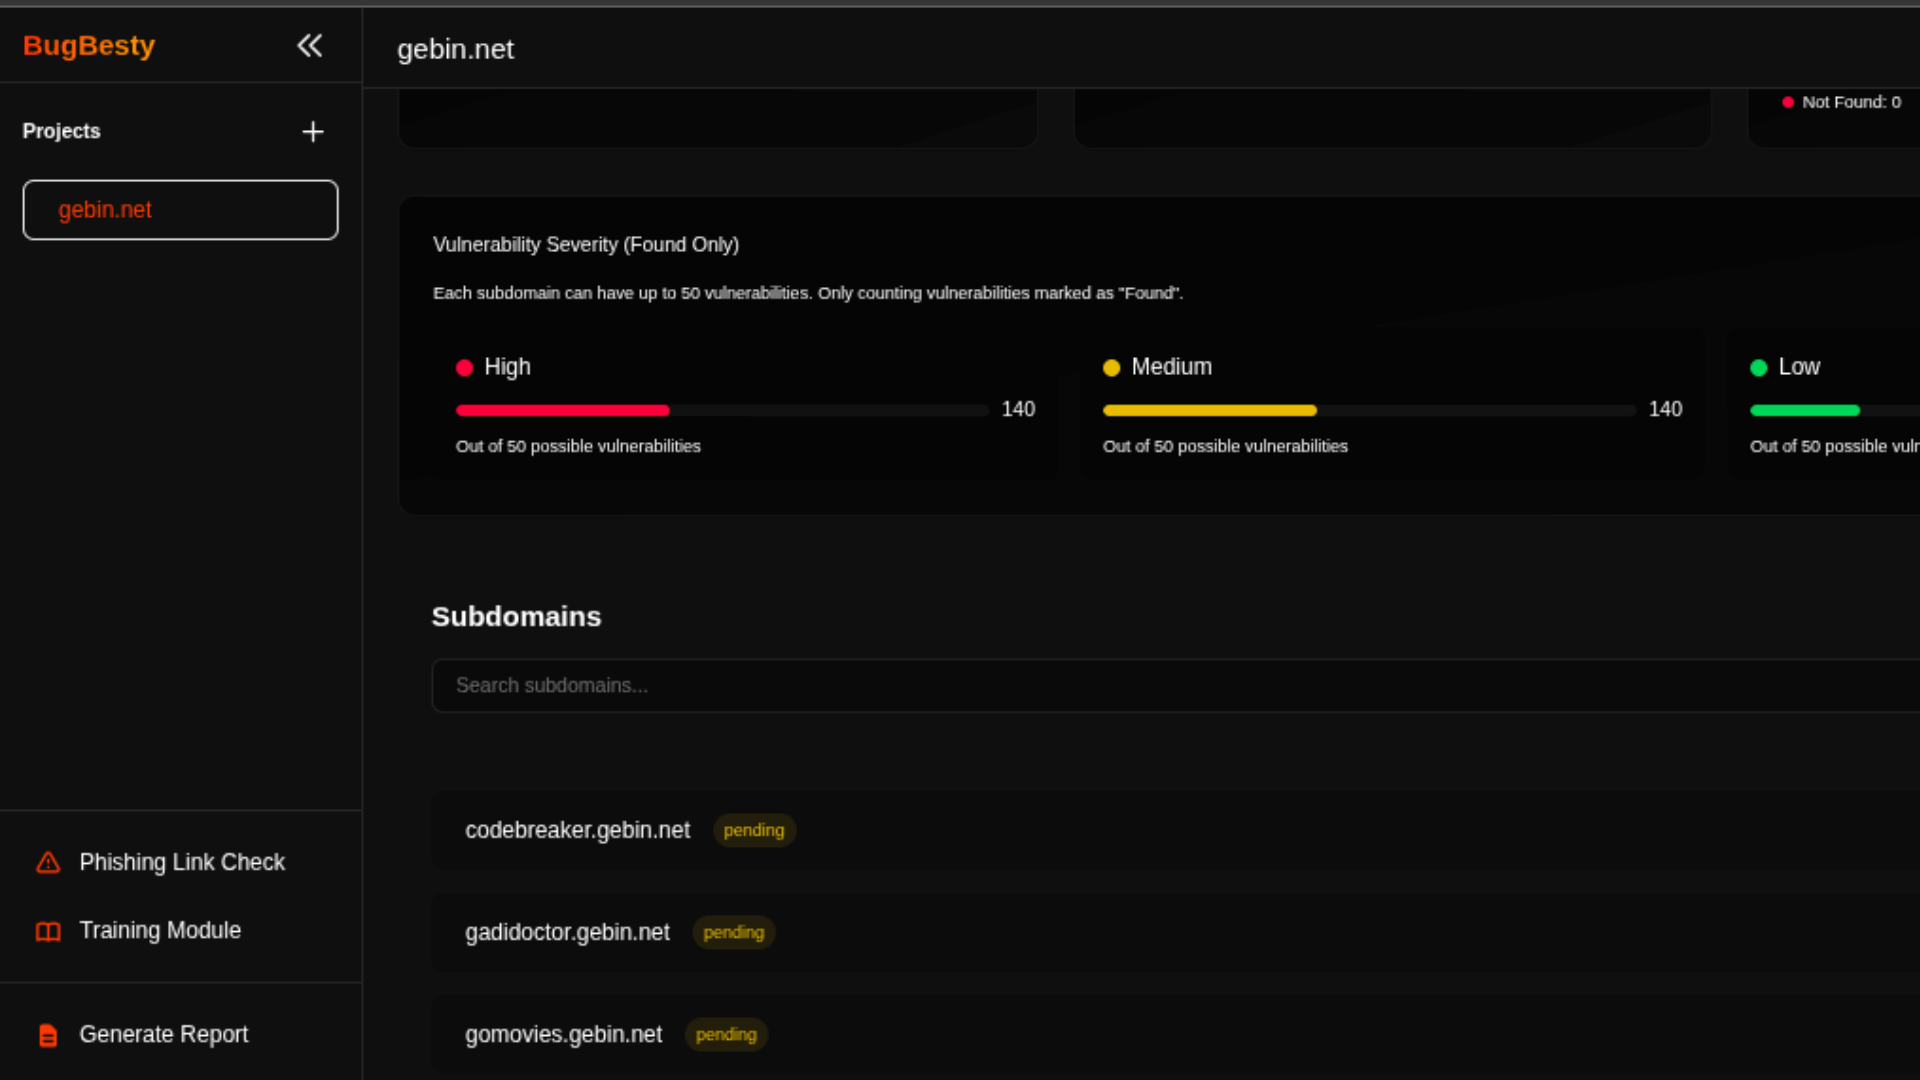 BugBesty
gebin.net
Projects
gebin.net
Not Found: 0
Vulnerability Severity (Found Only)
Each subdomain can have up to 50 vulnerabilities. Only counting vulnerabilities marked as "Found".
High
140
Out of 50 possible vulnerabilities
Medium
140
Out of 50 possible vulnerabilities
Low
Out of 50 possible vuln
Subdomains
Search subdomains...
codebreaker.gebin.net pending
gadidoctor.gebin.net pending
gomovies.gebin.net pending
Phishing Link Check
Training Module
Generate Report